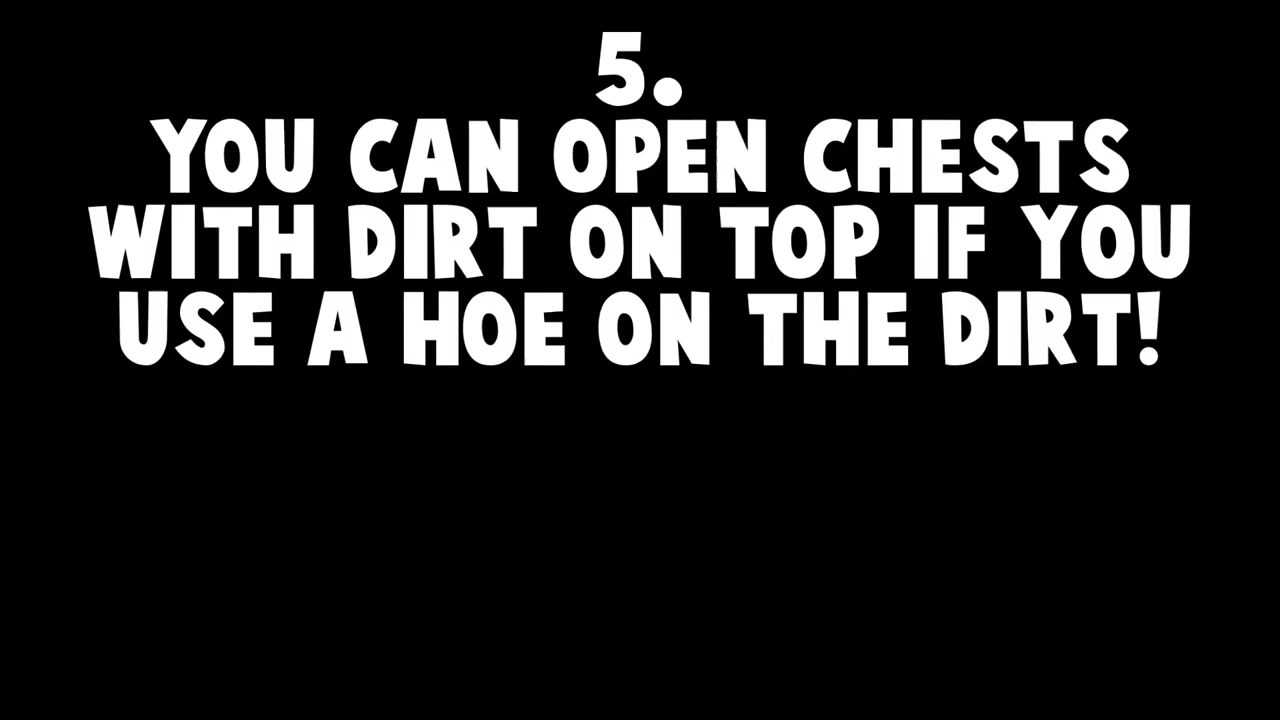 5.
YOU CAN OPEN CHESTS
WITH DIRT ON TOP IF YOU
USE A HOE ON THE DIRT!